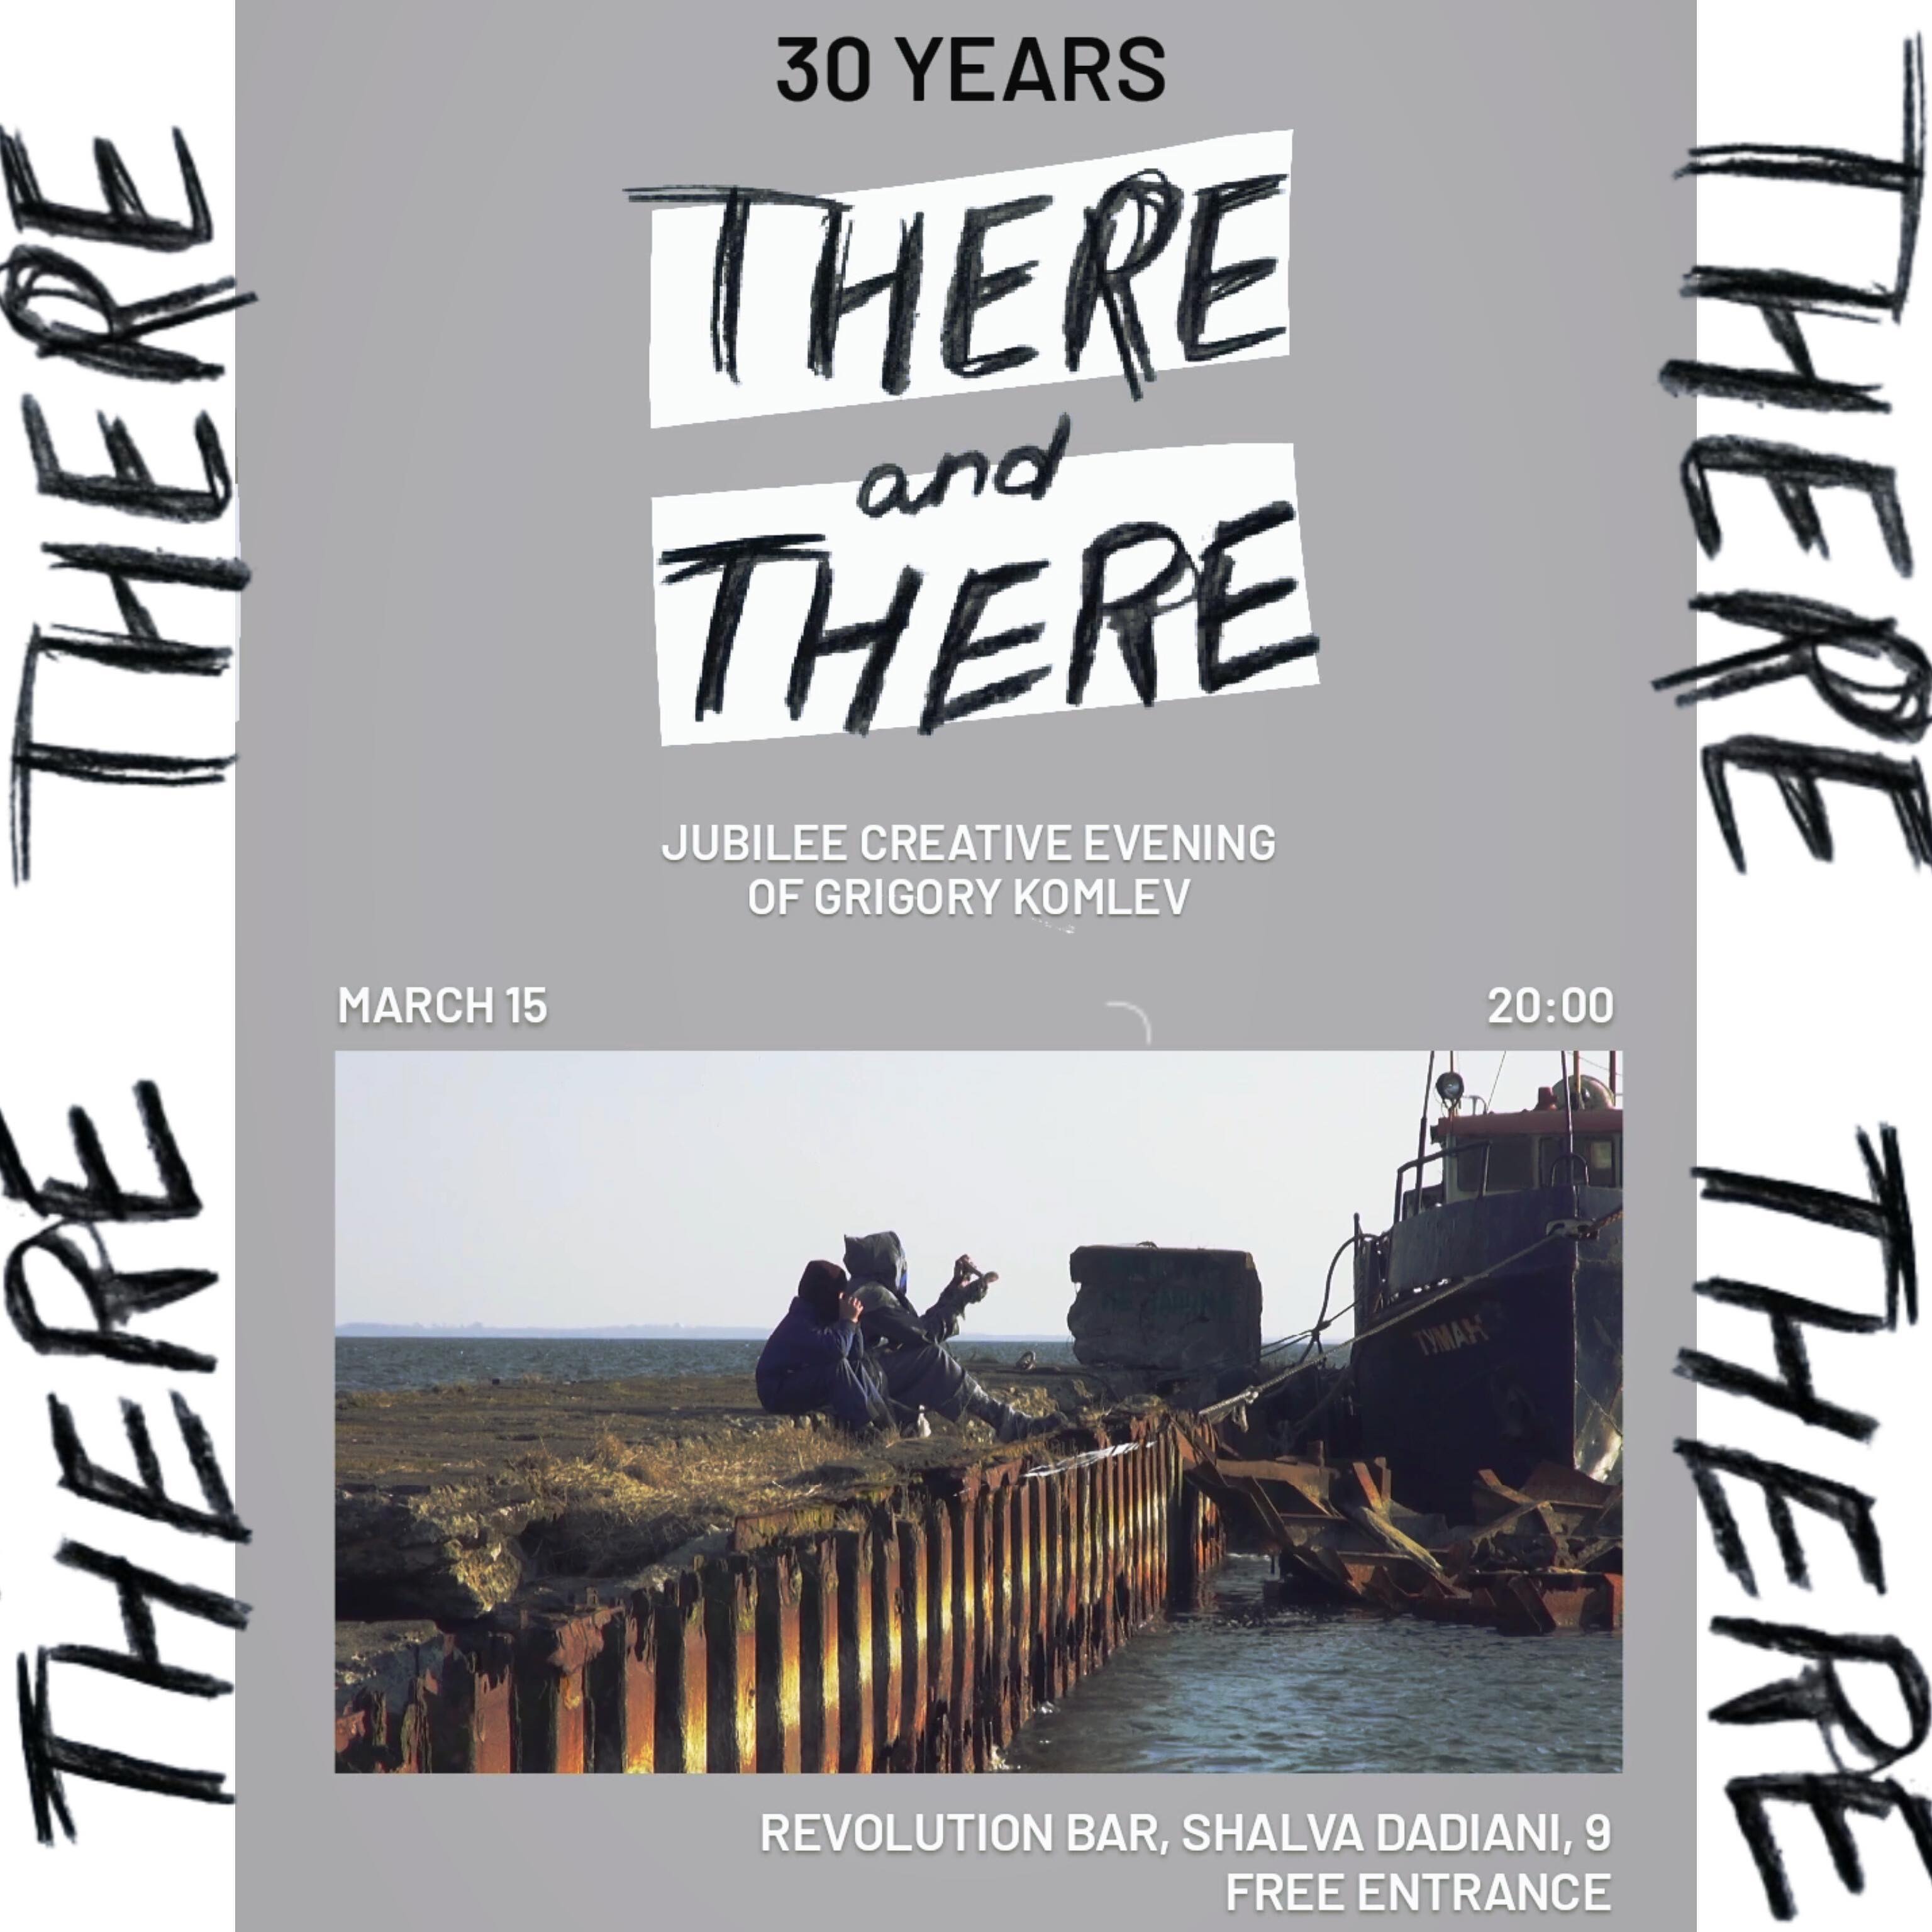 30 YEARS
THERE
and
THERE
JUBILEE CREATIVE EVENING
OF GRIGORY KOMLEV
MARCH 15
20:00
ТУМАН
REVOLUTION BAR, SHALVA DADIANI, 9
FREE ENTRANCE
THERE
THERE
THERE
THERE